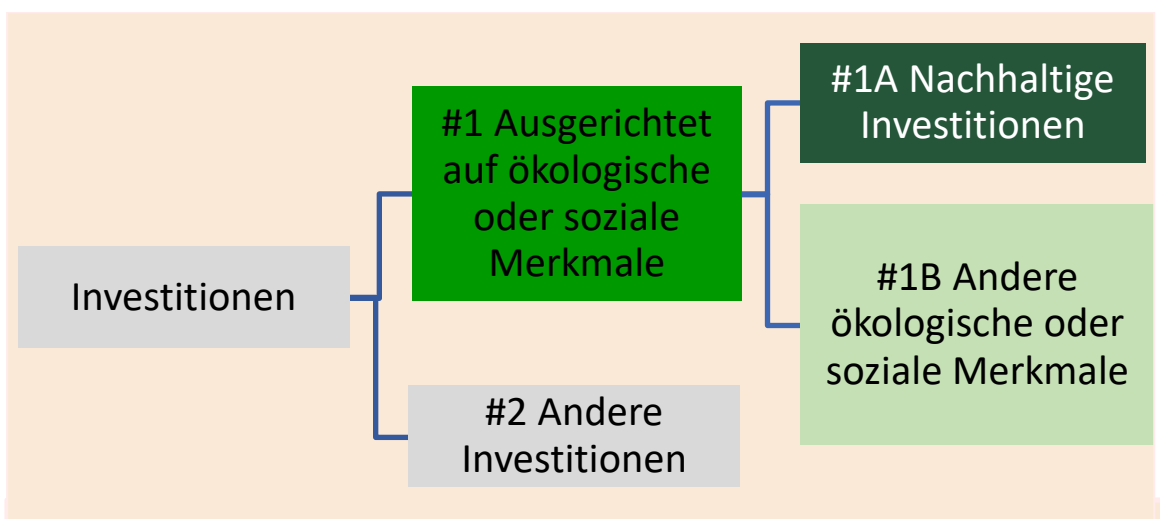 Investitionen
#1 Ausgerichtet
auf ökologische
oder soziale
Merkmale
#2 Andere
Investitionen
#1A Nachhaltige
Investitionen
#1B Andere
ökologische oder
soziale Merkmale